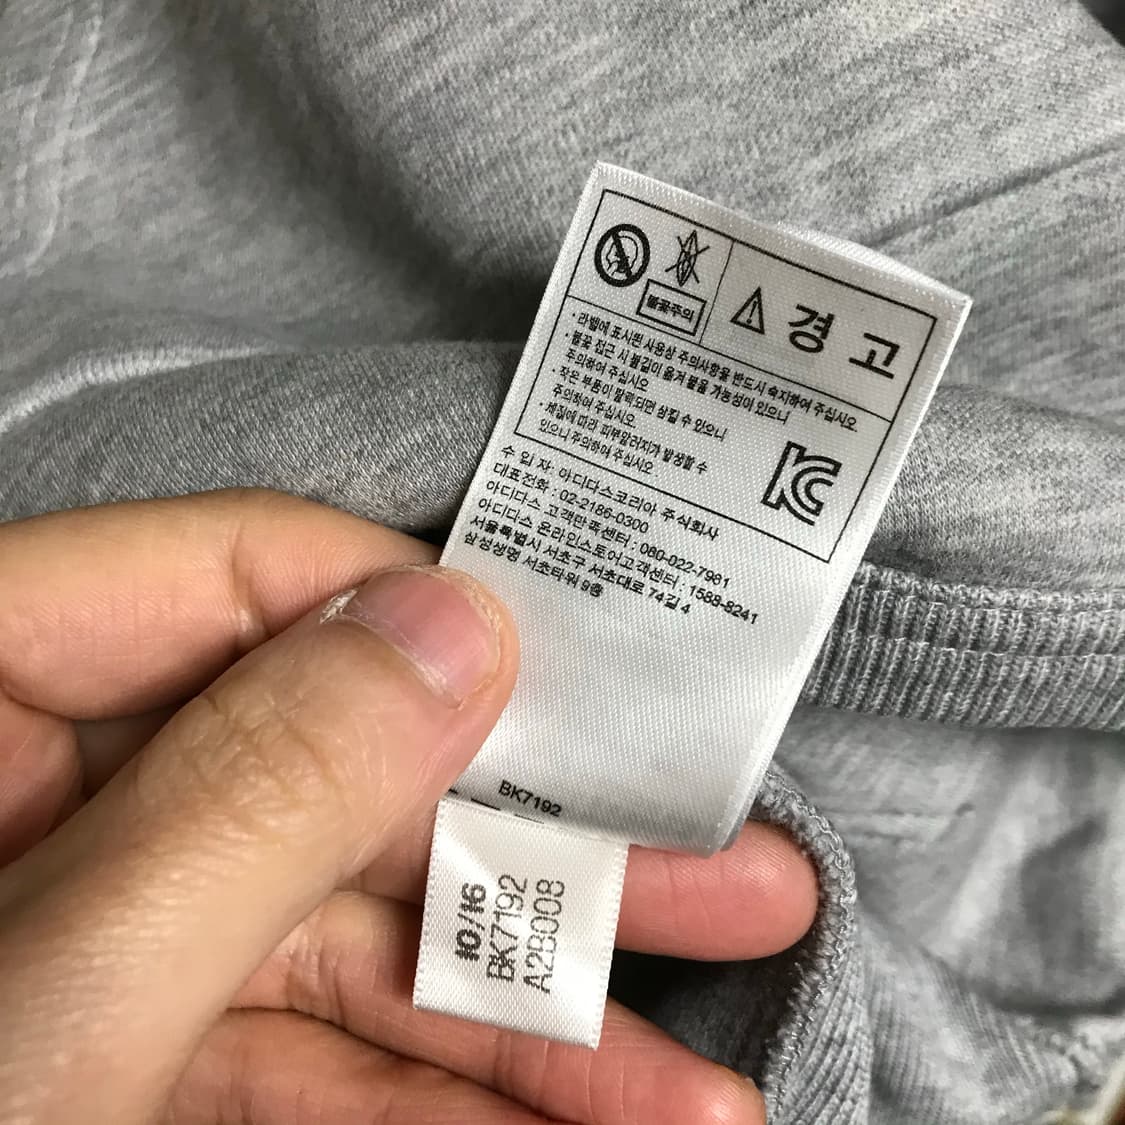 경 고
불꽃주의
· 라벨에 표시된 사용상 주의사항을 반드시 숙지하여 주십시오
· 불꽃 접근 시 불길이 옮겨 붙을 가능성이 있으니
주의하여 주십시오
· 작은 부품이 탈락되면 삼킬 수 있으니
주의하여 주십시오
· 체질에 따라 피부알러지가 발생할 수
있으니 주의하여 주십시오
수 입 자: 아디다스코리아 주식회사
대표전화 : 02-2186-0300
아디다스 고객만족센터 : 080-022-7981
아디다스 온라인스토어고객센터 : 1588-8241
서울특별시 서초구 서초대로 74길 4
삼성생명 서초타워 9층
BK7192
10/16
BK7192
A2B008